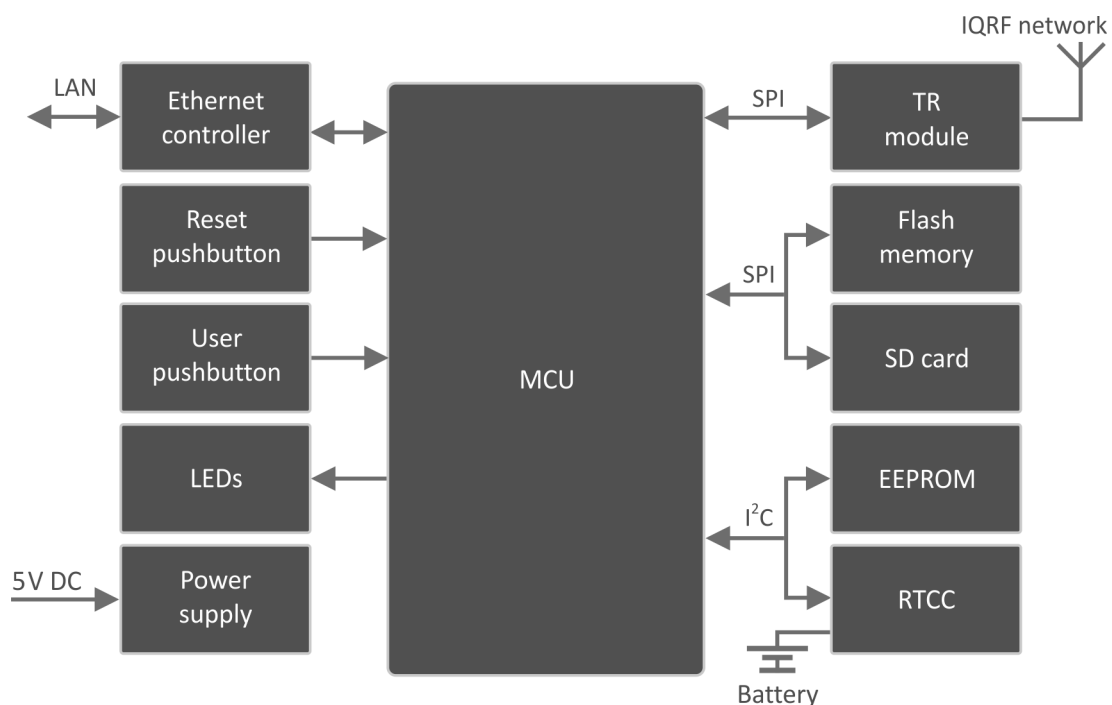 IQRF network
LAN
Ethernet
controller
SPI
TR
module
Reset
pushbutton
Flash
memory
SPI
User
pushbutton
MCU
SD card
LEDs
EEPROM
I²C
5V DC
Power
supply
RTCC
Battery